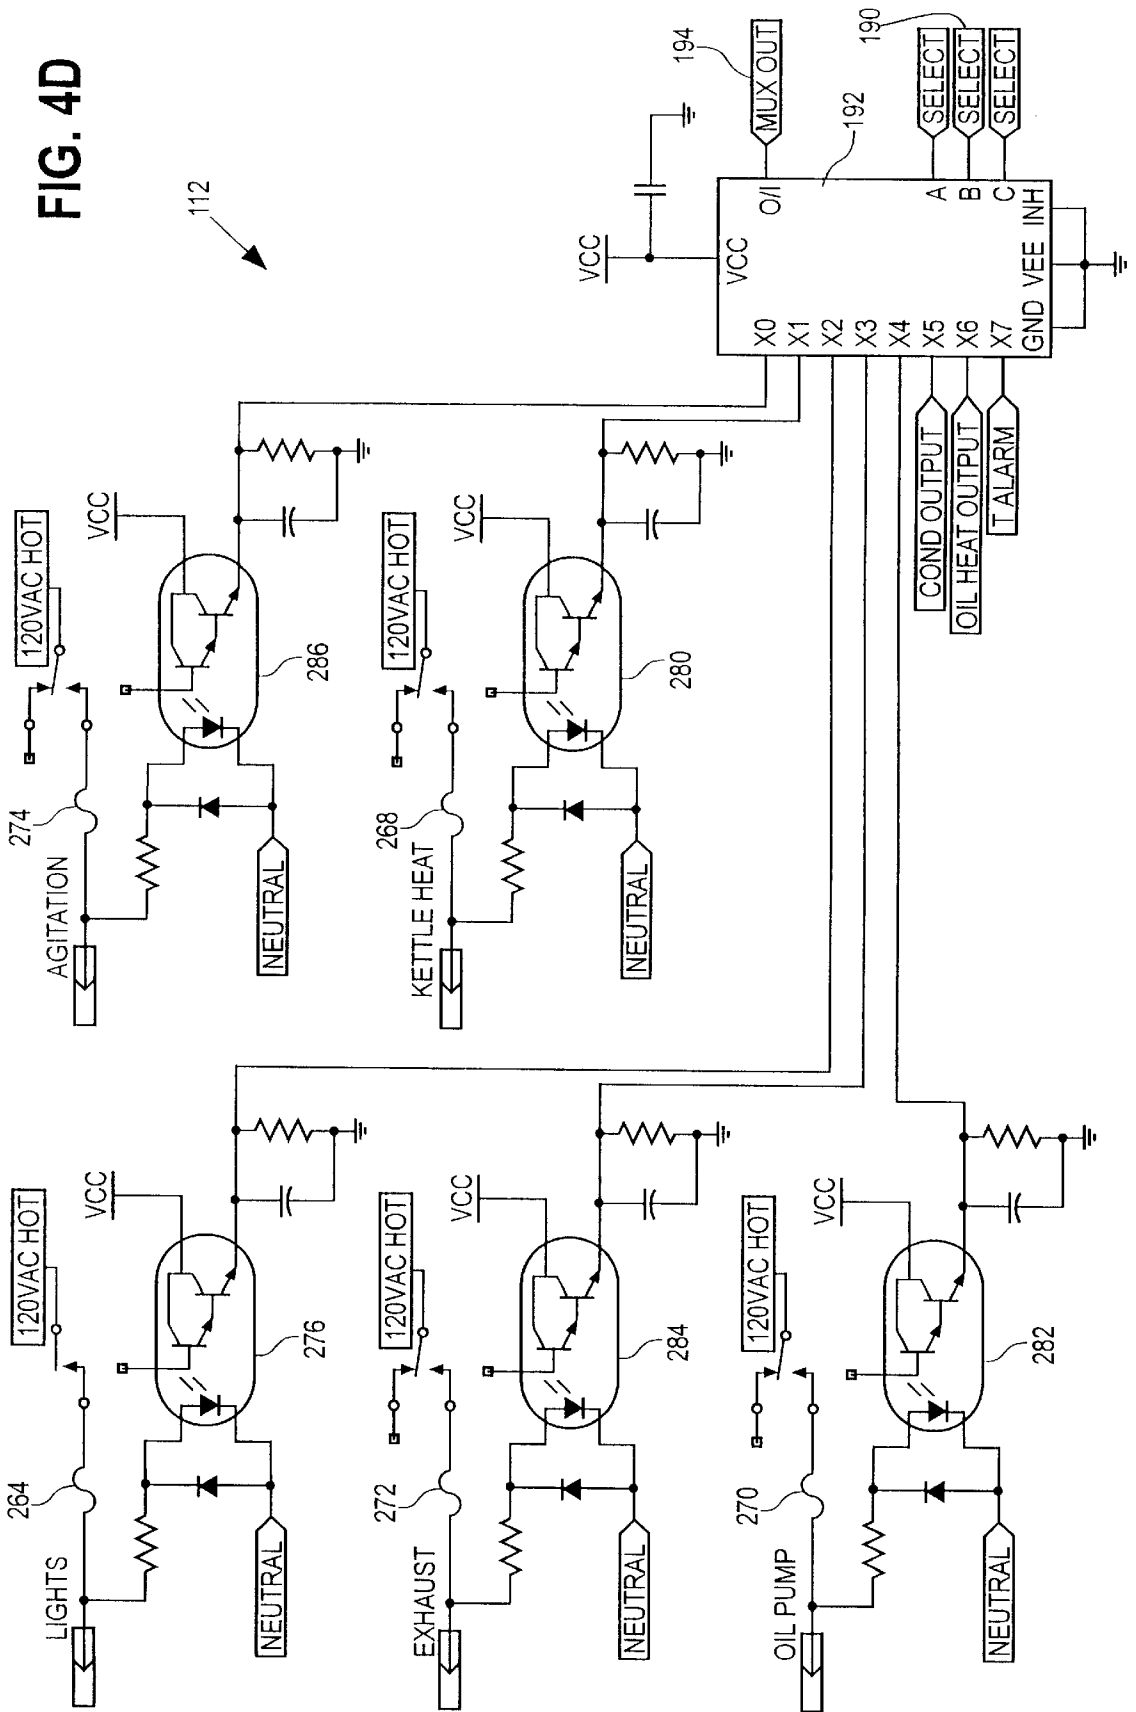 FIG. 4D
112
LIGHTS
264
120VAC HOT
VCC
276
NEUTRAL
AGITATION
274
120VAC HOT
VCC
286
NEUTRAL
EXHAUST
272
120VAC HOT
VCC
284
NEUTRAL
KETTLE HEAT
268
120VAC HOT
VCC
280
NEUTRAL
OIL PUMP
270
120VAC HOT
VCC
282
NEUTRAL
VCC
VCC
X0
X1
X2
X3
X4
X5
X6
X7
O/I
A
B
C
GND VEE INH
COND OUTPUT
OIL HEAT OUTPUT
T ALARM
MUX OUT
194
192
SELECT
SELECT
SELECT
190